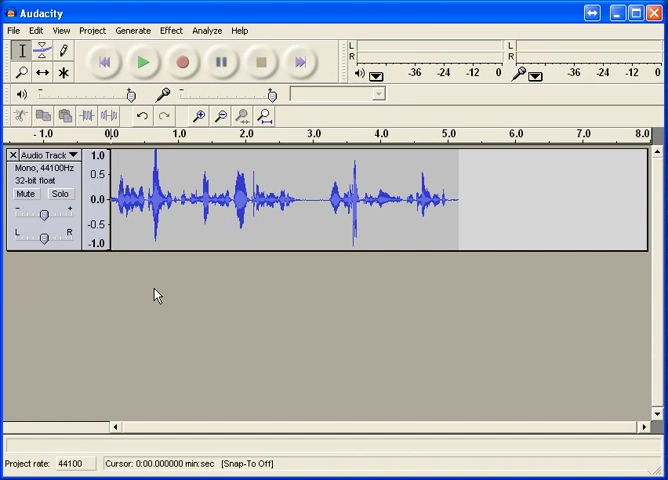 Audacity
File Edit View Project Generate Effect Analyze Help
L
R
-36 -24 -12 0
L
R
-36 -24 -12 0
- +
- +
- 1.0 0.0 1.0 2.0 3.0 4.0 5.0 6.0 7.0 8.0
Audio Track
Mono, 44100Hz
32-bit float
Mute Solo
- +
L R
1.0
0.5
0.0
-0.5
-1.0
Project rate: 44100 Cursor: 0:00.000000 min:sec [Snap-To Off]